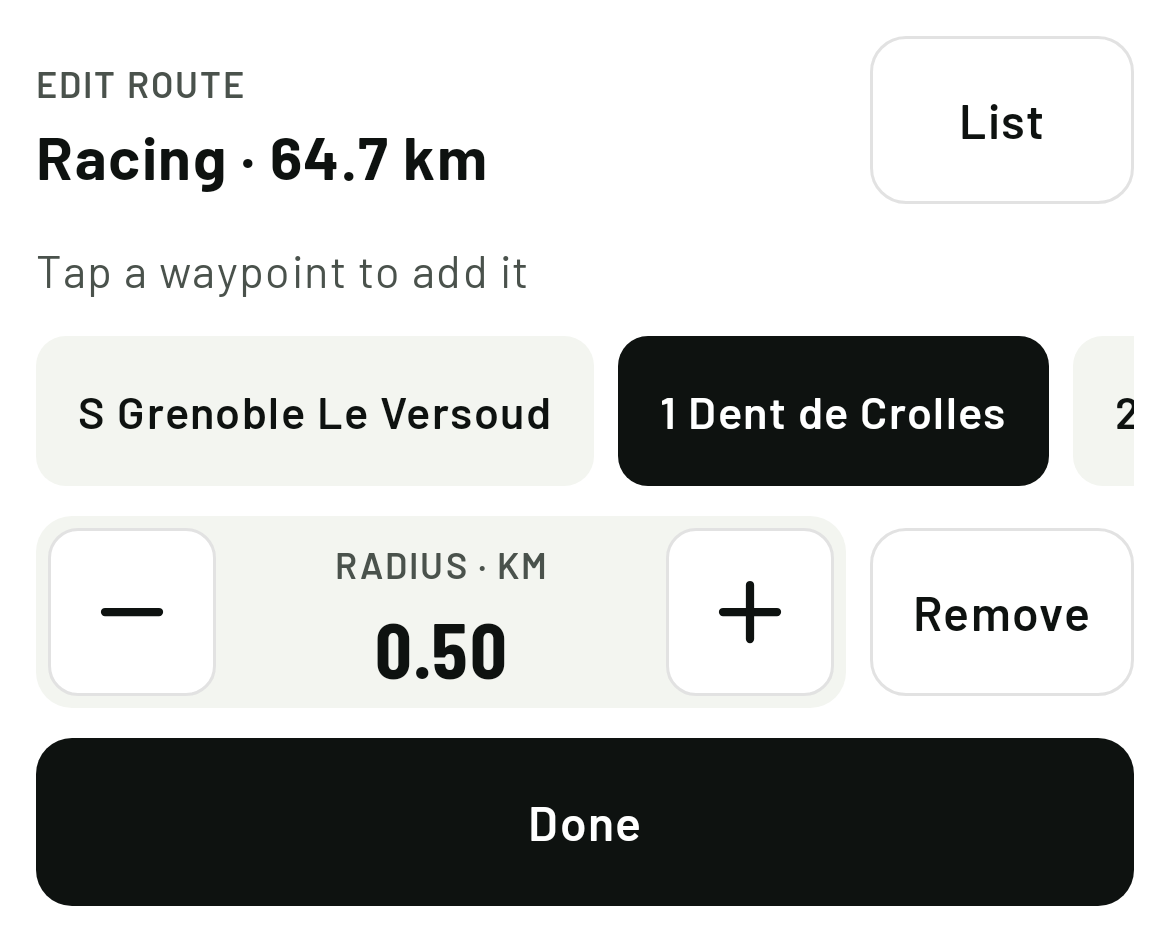 EDIT ROUTE
Racing · 64.7 km
List
Tap a waypoint to add it
S Grenoble Le Versoud
1 Dent de Crolles
2
RADIUS · KM
0.50
Remove
Done